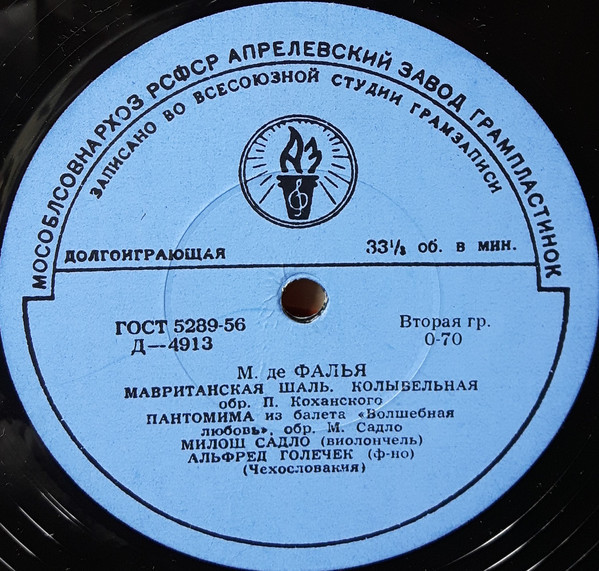 МОСОБЛСОВНАРХОЗ РСФСР АПРЕЛЕВСКИЙ ЗАВОД ГРАМПЛАСТИНОК
ЗАПИСАНО ВО ВСЕСОЮЗНОЙ СТУДИИ ГРАМЗАПИСИ
АЗ
ДОЛГОИГРАЮЩАЯ 33⅓ об. в мин.
ГОСТ 5289-56 Вторая гр.
Д—4913 0-70
М. де ФАЛЬЯ
МАВРИТАНСКАЯ ШАЛЬ. КОЛЫБЕЛЬНАЯ
обр. П. Коханского
ПАНТОМИМА из балета «Волшебная
любовь», обр. М. Садло
МИЛОШ САДЛО (виолончель)
АЛЬФРЕД ГОЛЕЧЕК (ф-но)
(Чехословакия)